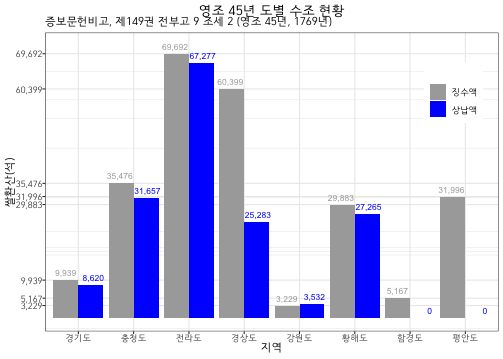 영조 45년 도별 수조 현황
증보문헌비고, 제149권 전부고 9 조세 2 (영조 45년, 1769년)
쌀환산(석)
69,692
60,399
35,476
31,996
29,883
9,939
5,167
3,229
9,939
8,620
35,476
31,657
69,692
67,277
60,399
25,283
3,229
3,532
29,883
27,265
5,167
0
31,996
0
징수액
상납액
경기도
충청도
전라도
경상도
강원도
황해도
함경도
평안도
지역